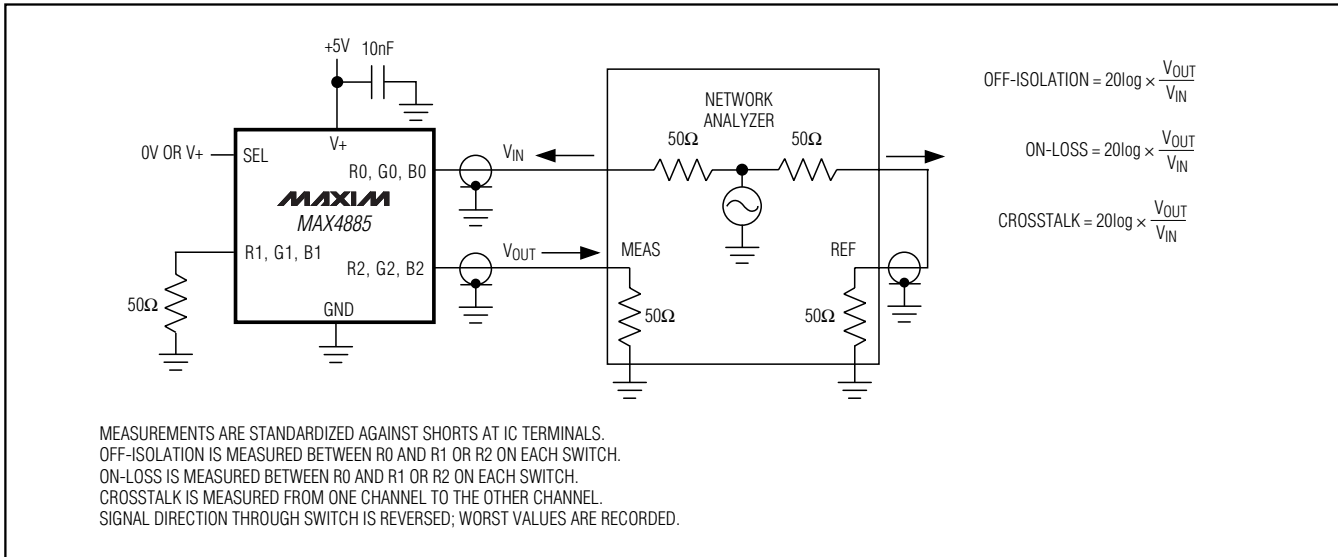 +5V
10nF
V+
0V OR V+
SEL
R0, G0, B0
MAXIM
MAX4885
R1, G1, B1
R2, G2, B2
50Ω
GND
VIN
VOUT
NETWORK
ANALYZER
50Ω
50Ω
MEAS
REF
50Ω
50Ω
OFF-ISOLATION = 20log × VOUT / VIN
ON-LOSS = 20log × VOUT / VIN
CROSSTALK = 20log × VOUT / VIN
MEASUREMENTS ARE STANDARDIZED AGAINST SHORTS AT IC TERMINALS.
OFF-ISOLATION IS MEASURED BETWEEN R0 AND R1 OR R2 ON EACH SWITCH.
ON-LOSS IS MEASURED BETWEEN R0 AND R1 OR R2 ON EACH SWITCH.
CROSSTALK IS MEASURED FROM ONE CHANNEL TO THE OTHER CHANNEL.
SIGNAL DIRECTION THROUGH SWITCH IS REVERSED; WORST VALUES ARE RECORDED.